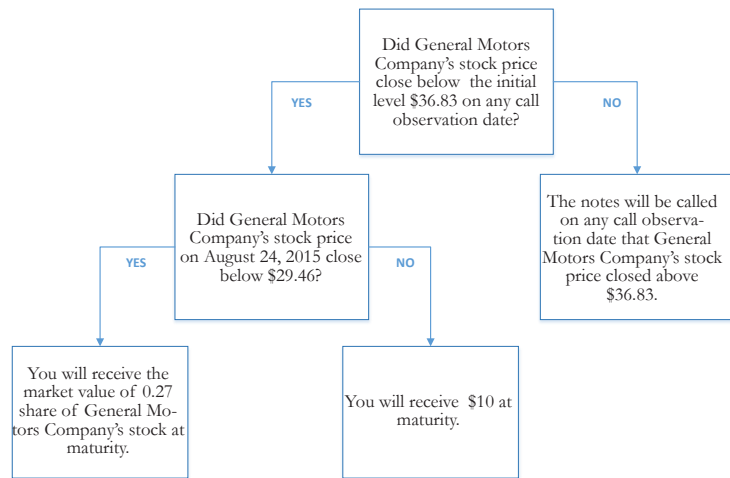 Did General Motors
Company's stock price
close below the initial
level $36.83 on any call
observation date?
YES
NO
Did General Motors
Company's stock price
on August 24, 2015 close
below $29.46?
The notes will be called
on any call observa-
tion date that General
Motors Company's stock
price closed above
$36.83.
YES
NO
You will receive the
market value of 0.27
share of General Mo-
tors Company's stock at
maturity.
You will receive $10 at
maturity.